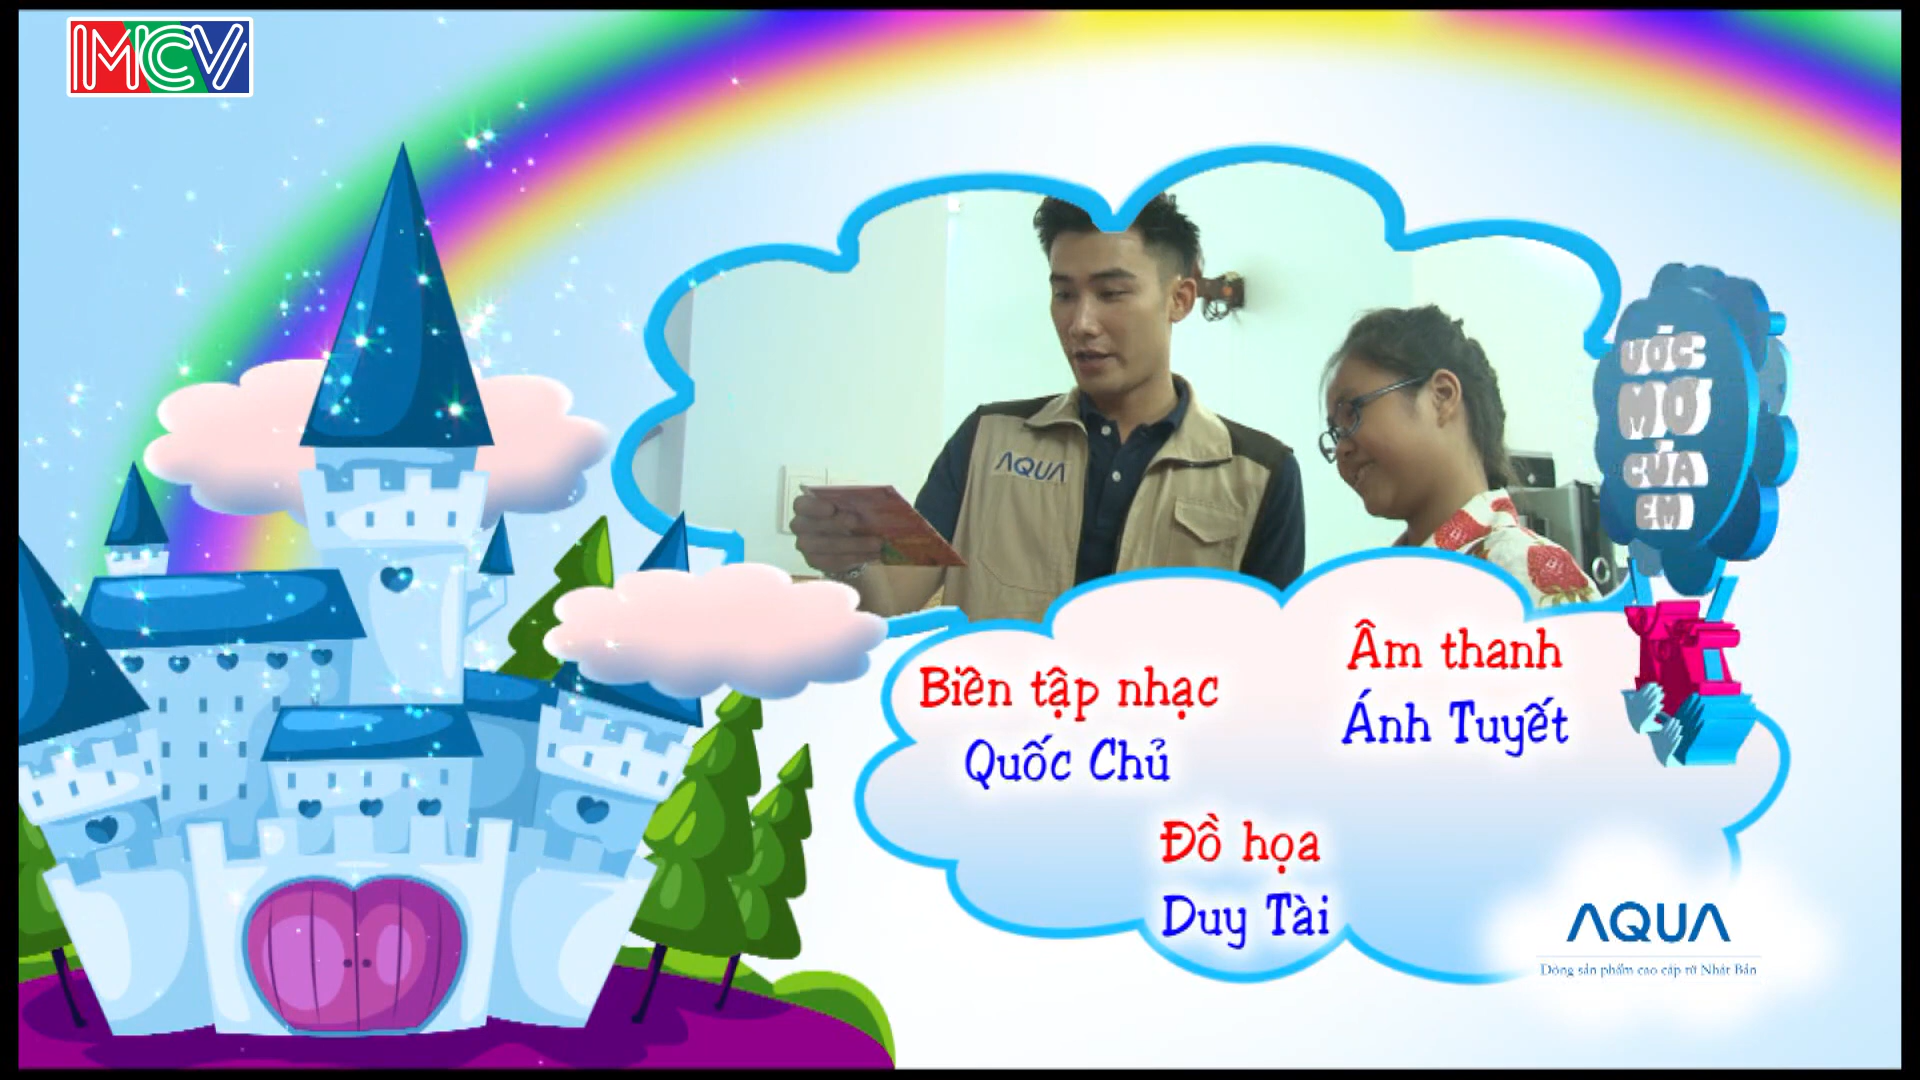 MCV
AQUA
ƯỚC
MƠ
CỦA
EM
Âm thanh
Ánh Tuyết
Biên tập nhạc
Quốc Chủ
Đồ họa
Duy Tài
AQUA
Dòng sản phẩm cao cấp từ Nhật Bản